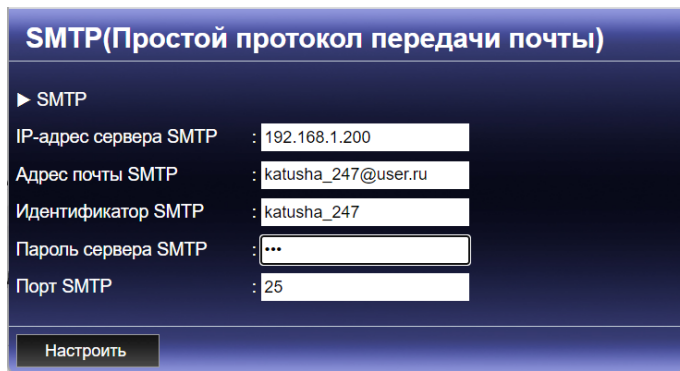 SMTP(Простой протокол передачи почты)
▶ SMTP
IP-адрес сервера SMTP : 192.168.1.200
Адрес почты SMTP : katusha_247@user.ru
Идентификатор SMTP : katusha_247
Пароль сервера SMTP : •••
Порт SMTP : 25
Настроить